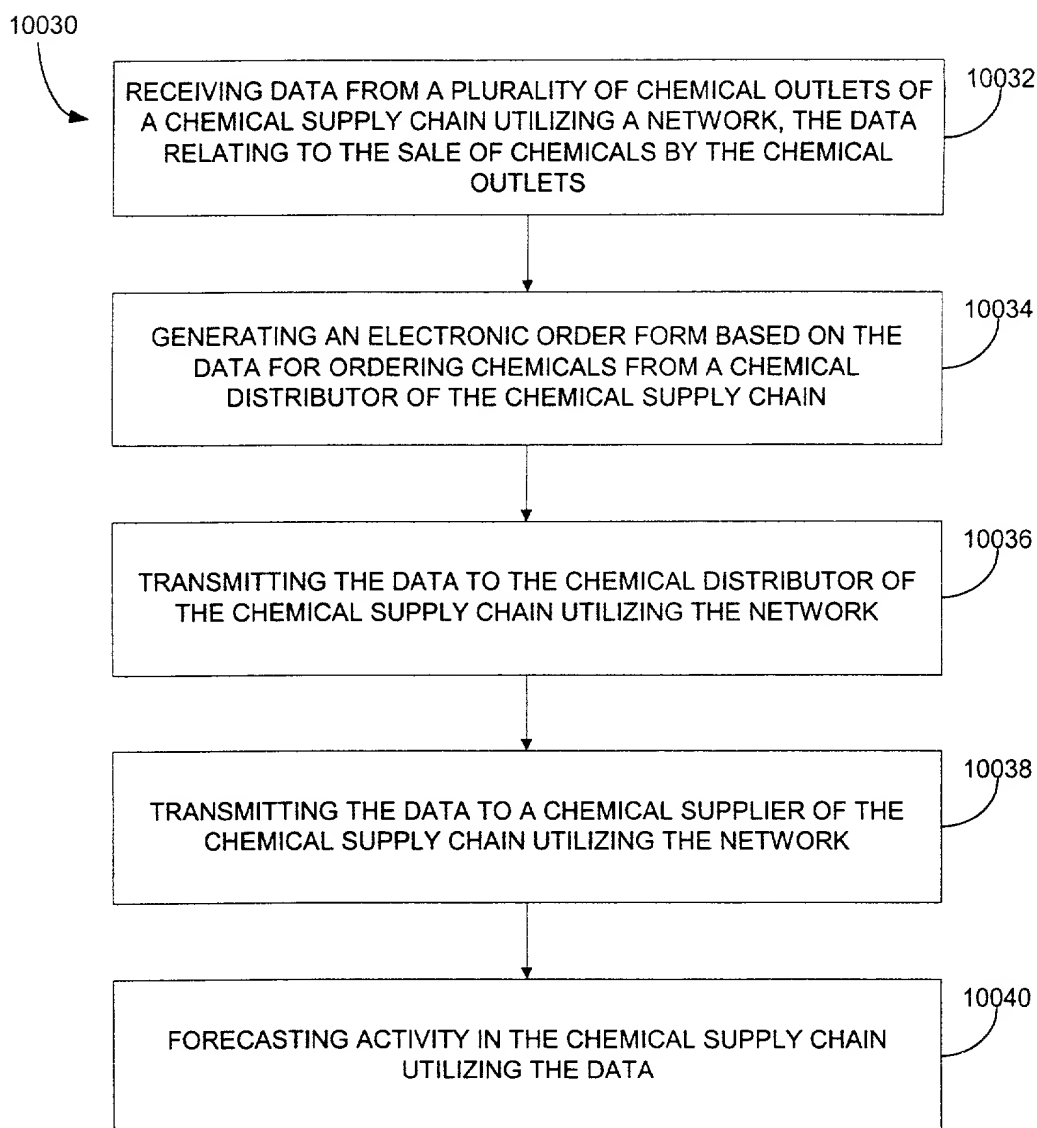 10030
RECEIVING DATA FROM A PLURALITY OF CHEMICAL OUTLETS OF
A CHEMICAL SUPPLY CHAIN UTILIZING A NETWORK, THE DATA
RELATING TO THE SALE OF CHEMICALS BY THE CHEMICAL
OUTLETS
10032
GENERATING AN ELECTRONIC ORDER FORM BASED ON THE
DATA FOR ORDERING CHEMICALS FROM A CHEMICAL
DISTRIBUTOR OF THE CHEMICAL SUPPLY CHAIN
10034
TRANSMITTING THE DATA TO THE CHEMICAL DISTRIBUTOR OF
THE CHEMICAL SUPPLY CHAIN UTILIZING THE NETWORK
10036
TRANSMITTING THE DATA TO A CHEMICAL SUPPLIER OF THE
CHEMICAL SUPPLY CHAIN UTILIZING THE NETWORK
10038
FORECASTING ACTIVITY IN THE CHEMICAL SUPPLY CHAIN
UTILIZING THE DATA
10040